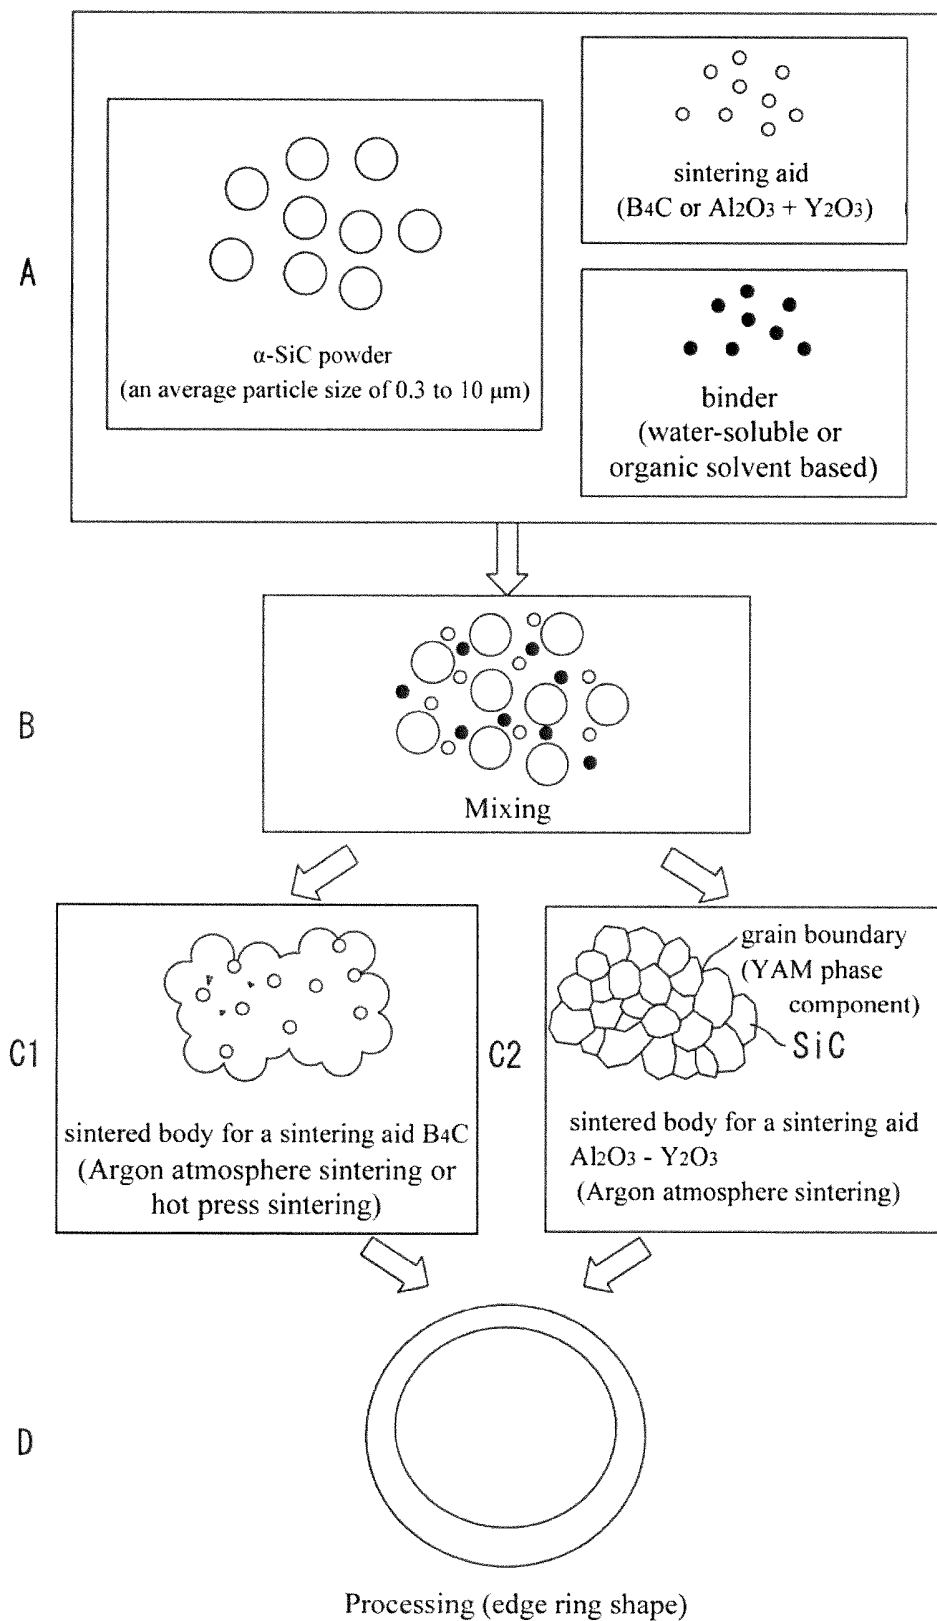 A
α-SiC powder
(an average particle size of 0.3 to 10 μm)
sintering aid
(B4C or Al2O3 + Y2O3)
binder
(water-soluble or
organic solvent based)
B
Mixing
C1
sintered body for a sintering aid B4C
(Argon atmosphere sintering or
hot press sintering)
C2
grain boundary
(YAM phase
component)
SiC
sintered body for a sintering aid
Al2O3 - Y2O3
(Argon atmosphere sintering)
D
Processing (edge ring shape)